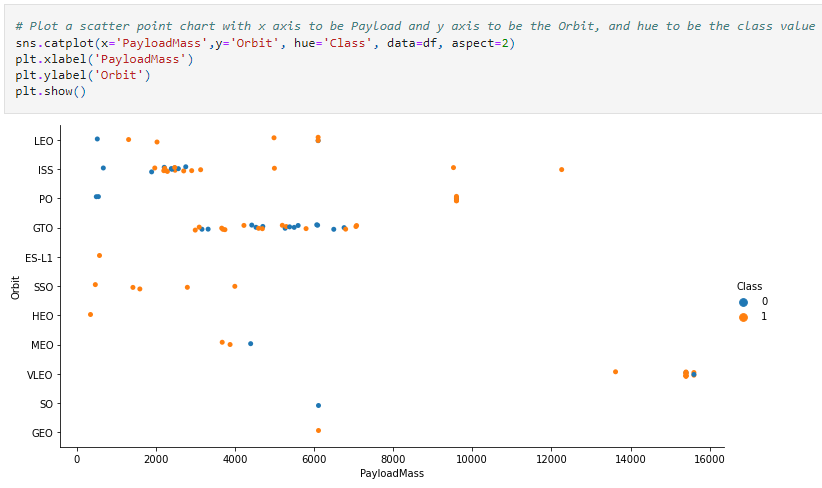 # Plot a scatter point chart with x axis to be Payload and y axis to be the Orbit, and hue to be the class value
sns.catplot(x='PayloadMass',y='Orbit', hue='Class', data=df, aspect=2)
plt.xlabel('PayloadMass')
plt.ylabel('Orbit')
plt.show()
LEO
ISS
PO
GTO
ES-L1
SSO
HEO
MEO
VLEO
SO
GEO
Orbit
Class
0
1
0 2000 4000 6000 8000 10000 12000 14000 16000
PayloadMass